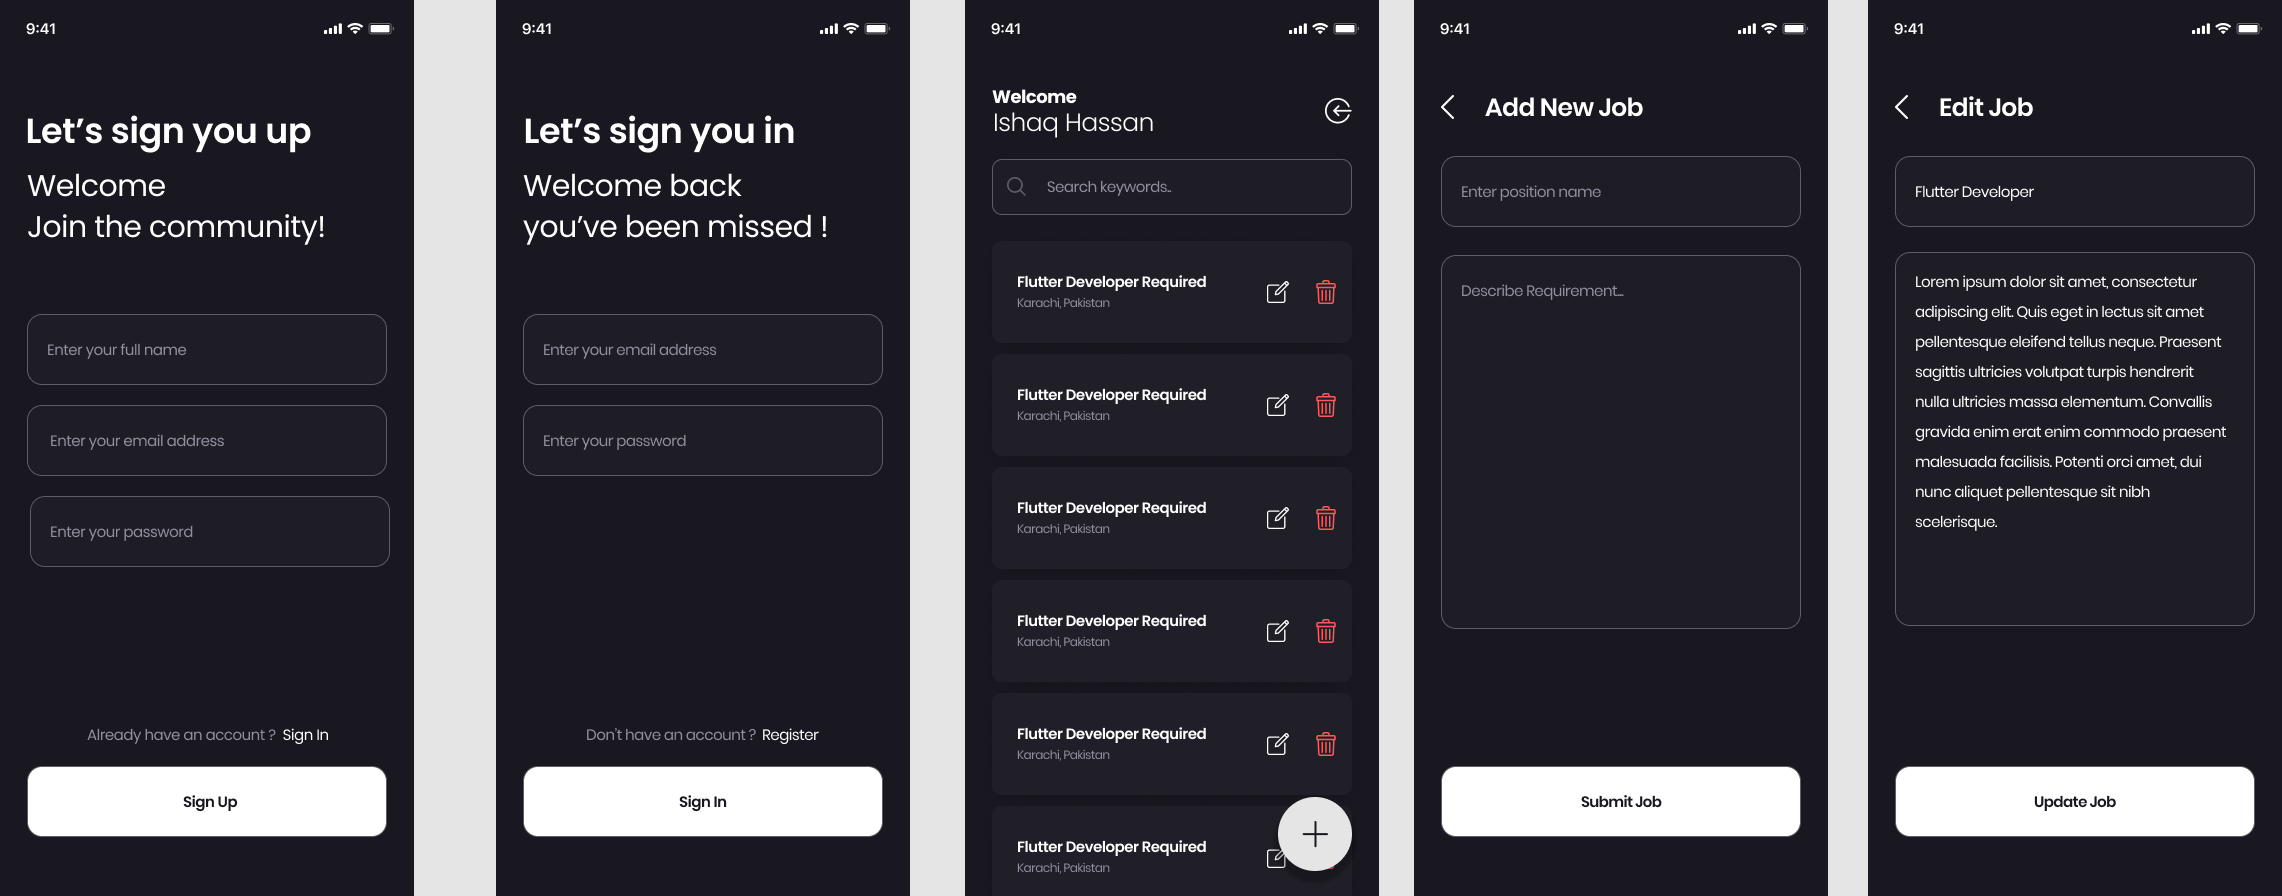 9:41
Let’s sign you up
Welcome
Join the community!
Enter your full name
Enter your email address
Enter your password
Already have an account ? Sign In
Sign Up
9:41
Let’s sign you in
Welcome back
you’ve been missed !
Enter your email address
Enter your password
Don't have an account ? Register
Sign In
9:41
Welcome
Ishaq Hassan
Search keywords..
Flutter Developer Required
Karachi, Pakistan
Flutter Developer Required
Karachi, Pakistan
Flutter Developer Required
Karachi, Pakistan
Flutter Developer Required
Karachi, Pakistan
Flutter Developer Required
Karachi, Pakistan
Flutter Developer Required
Karachi, Pakistan
9:41
Add New Job
Enter position name
Describe Requirement...
Submit Job
9:41
Edit Job
Flutter Developer
Lorem ipsum dolor sit amet, consectetur
adipiscing elit. Quis eget in lectus sit amet
pellentesque eleifend tellus neque. Praesent
sagittis ultricies volutpat turpis hendrerit
nulla ultricies massa elementum. Convallis
gravida enim erat enim commodo praesent
malesuada facilisis. Potenti orci amet, dui
nunc aliquet pellentesque sit nibh
scelerisque.
Update Job